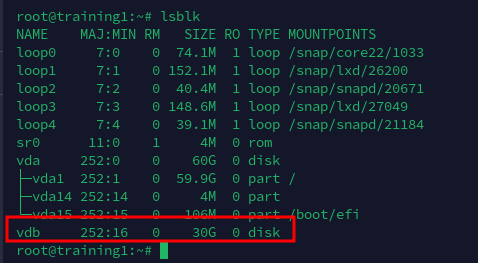 root@training1:~# lsblk
NAME    MAJ:MIN RM   SIZE RO TYPE MOUNTPOINTS
loop0     7:0    0  74.1M  1 loop /snap/core22/1033
loop1     7:1    0 152.1M  1 loop /snap/lxd/26200
loop2     7:2    0  40.4M  1 loop /snap/snapd/20671
loop3     7:3    0 148.6M  1 loop /snap/lxd/27049
loop4     7:4    0  39.1M  1 loop /snap/snapd/21184
sr0      11:0    1     4M  0 rom
vda     252:0    0    60G  0 disk
├─vda1  252:1    0  59.9G  0 part /
├─vda14 252:14   0     4M  0 part
└─vda15 252:15   0   106M  0 part /boot/efi
vdb     252:16   0    30G  0 disk
root@training1:~#